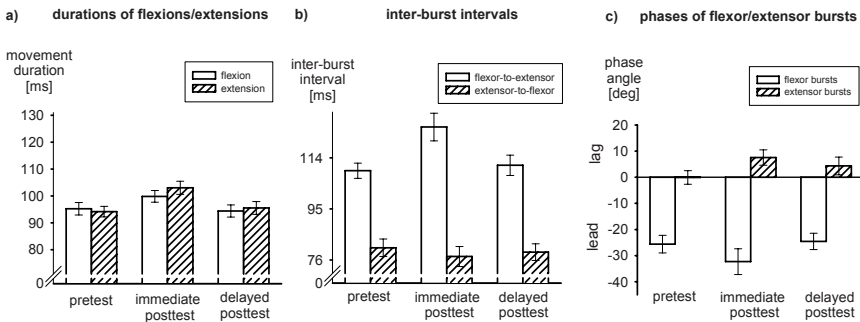 a) durations of flexions/extensions
movement
duration
[ms]
flexion
extension
130
120
110
100
90
80
0
pretest
immediate
posttest
delayed
posttest
b) inter-burst intervals
inter-burst
interval
[ms]
flexor-to-extensor
extensor-to-flexor
114
95
76
0
pretest
immediate
posttest
delayed
posttest
c) phases of flexor/extensor bursts
phase
angle
[deg]
flexor bursts
extensor bursts
lag
lead
20
10
0
-10
-20
-30
-40
pretest
immediate
posttest
delayed
posttest